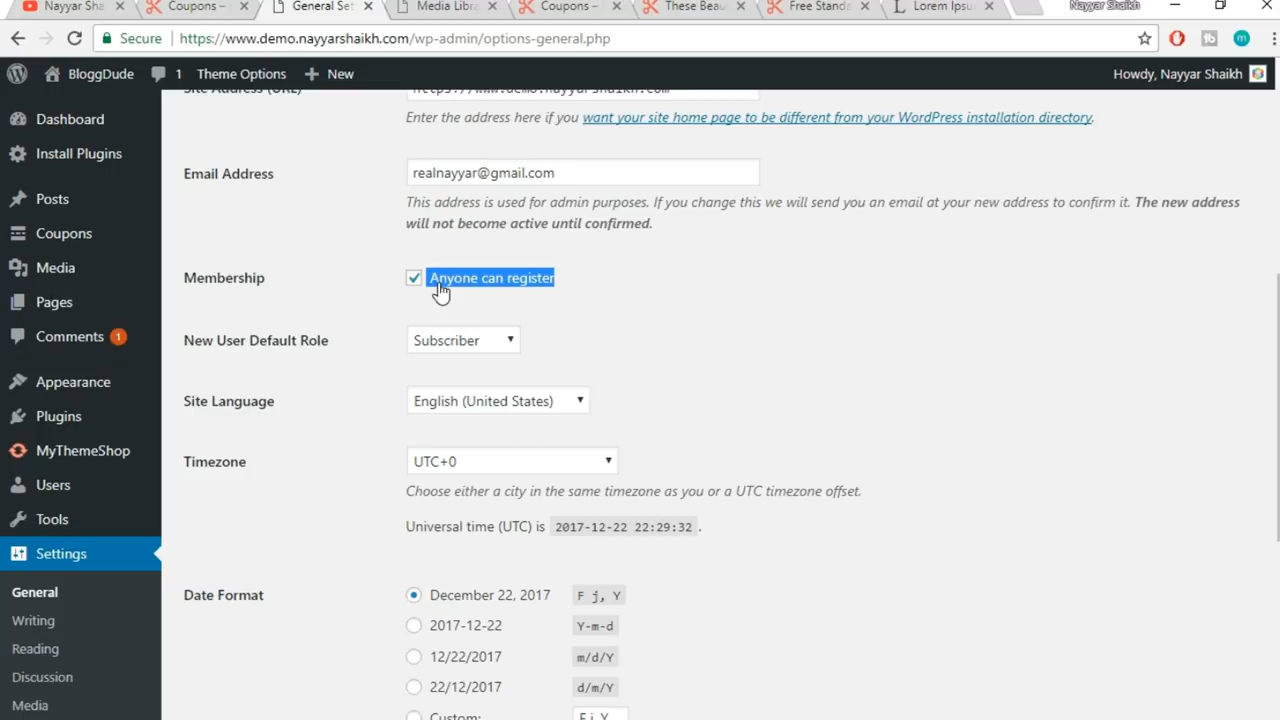 Nayyar Sha
Coupons –
General Set
Media Libra
Coupons –
These Beau
Free Standa
Lorem Ipsu
Nayyar Shaikh
Secure
https://www.demo.nayyarshaikh.com/wp-admin/options-general.php
BloggDude
1
Theme Options
New
Howdy, Nayyar Shaikh
Dashboard
Install Plugins
Posts
Coupons
Media
Pages
Comments 1
Appearance
Plugins
MyThemeShop
Users
Tools
Settings
General
Writing
Reading
Discussion
Media
Site Address (URL)
https://www.demo.nayyarshaikh.com
Enter the address here if you want your site home page to be different from your WordPress installation directory.
Email Address
realnayyar@gmail.com
This address is used for admin purposes. If you change this we will send you an email at your new address to confirm it. The new address
will not become active until confirmed.
Membership
Anyone can register
New User Default Role
Subscriber
Site Language
English (United States)
Timezone
UTC+0
Choose either a city in the same timezone as you or a UTC timezone offset.
Universal time (UTC) is 2017-12-22 22:29:32 .
Date Format
December 22, 2017
F j, Y
2017-12-22
Y-m-d
12/22/2017
m/d/Y
22/12/2017
d/m/Y
Custom:
F j, Y